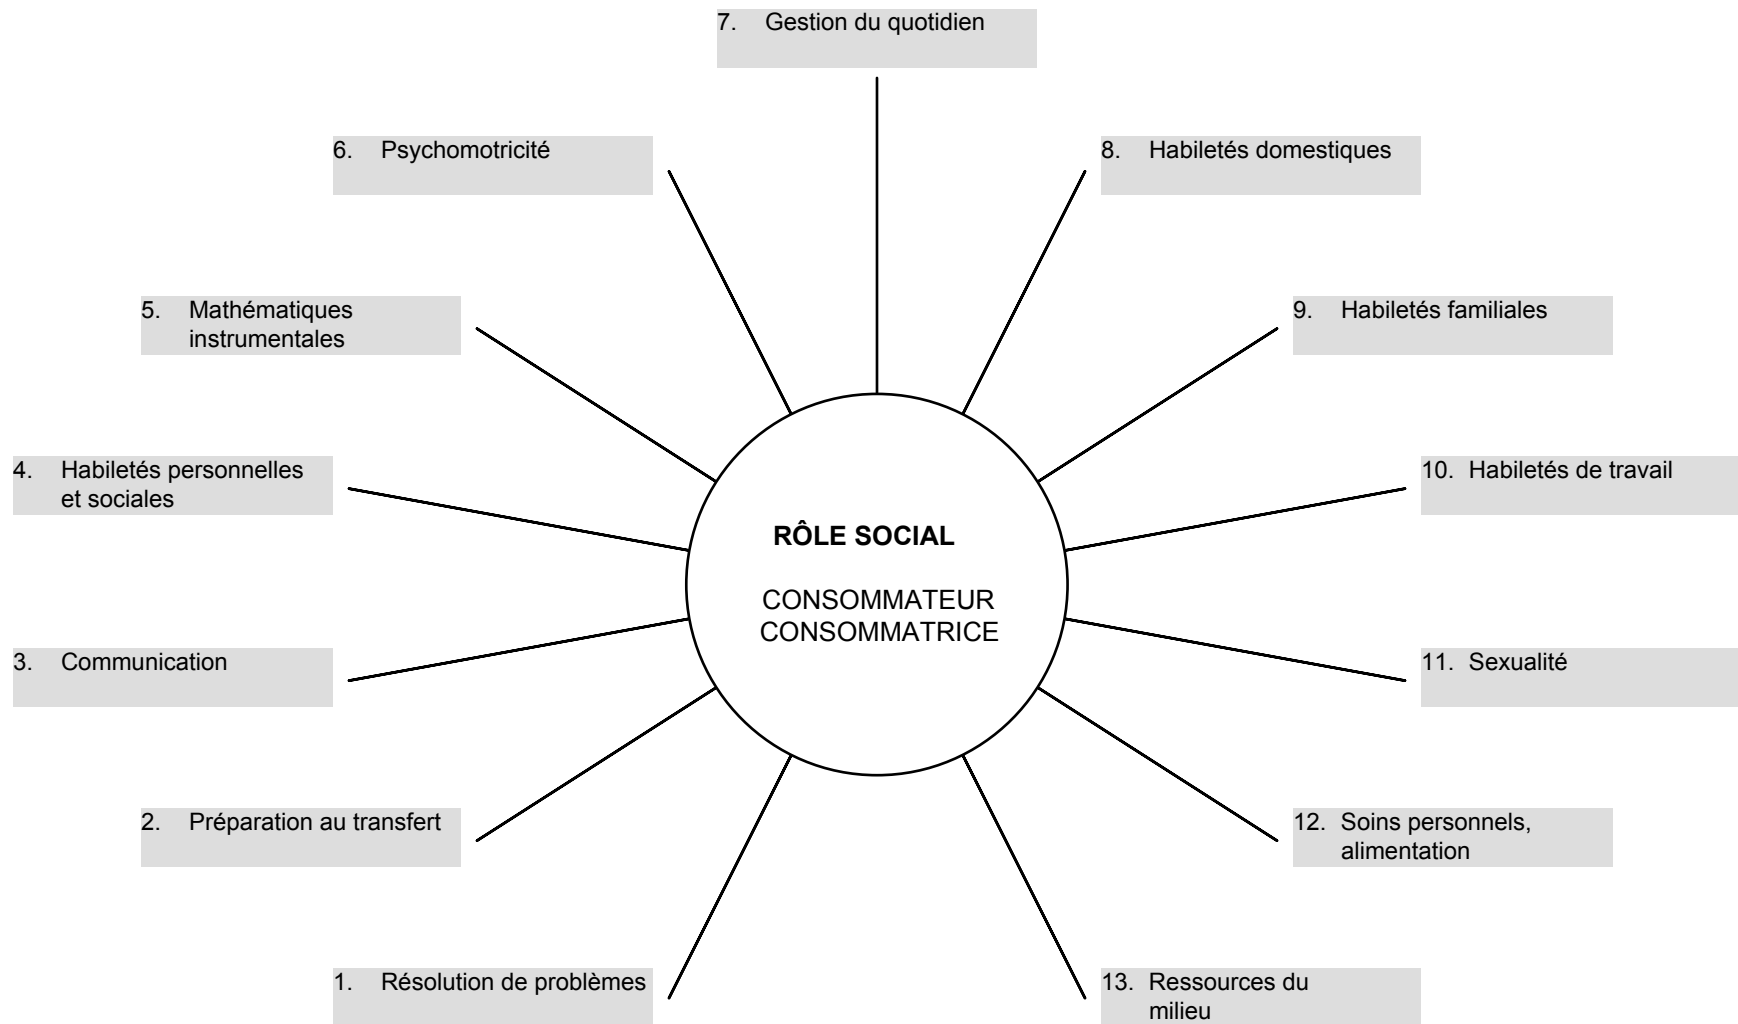 7. Gestion du quotidien
6. Psychomotricité
8. Habiletés domestiques
5. Mathématiques
instrumentales
9. Habiletés familiales
4. Habiletés personnelles
et sociales
10. Habiletés de travail
RÔLE SOCIAL
CONSOMMATEUR
CONSOMMATRICE
3. Communication
11. Sexualité
2. Préparation au transfert
12. Soins personnels,
alimentation
1. Résolution de problèmes
13. Ressources du
milieu